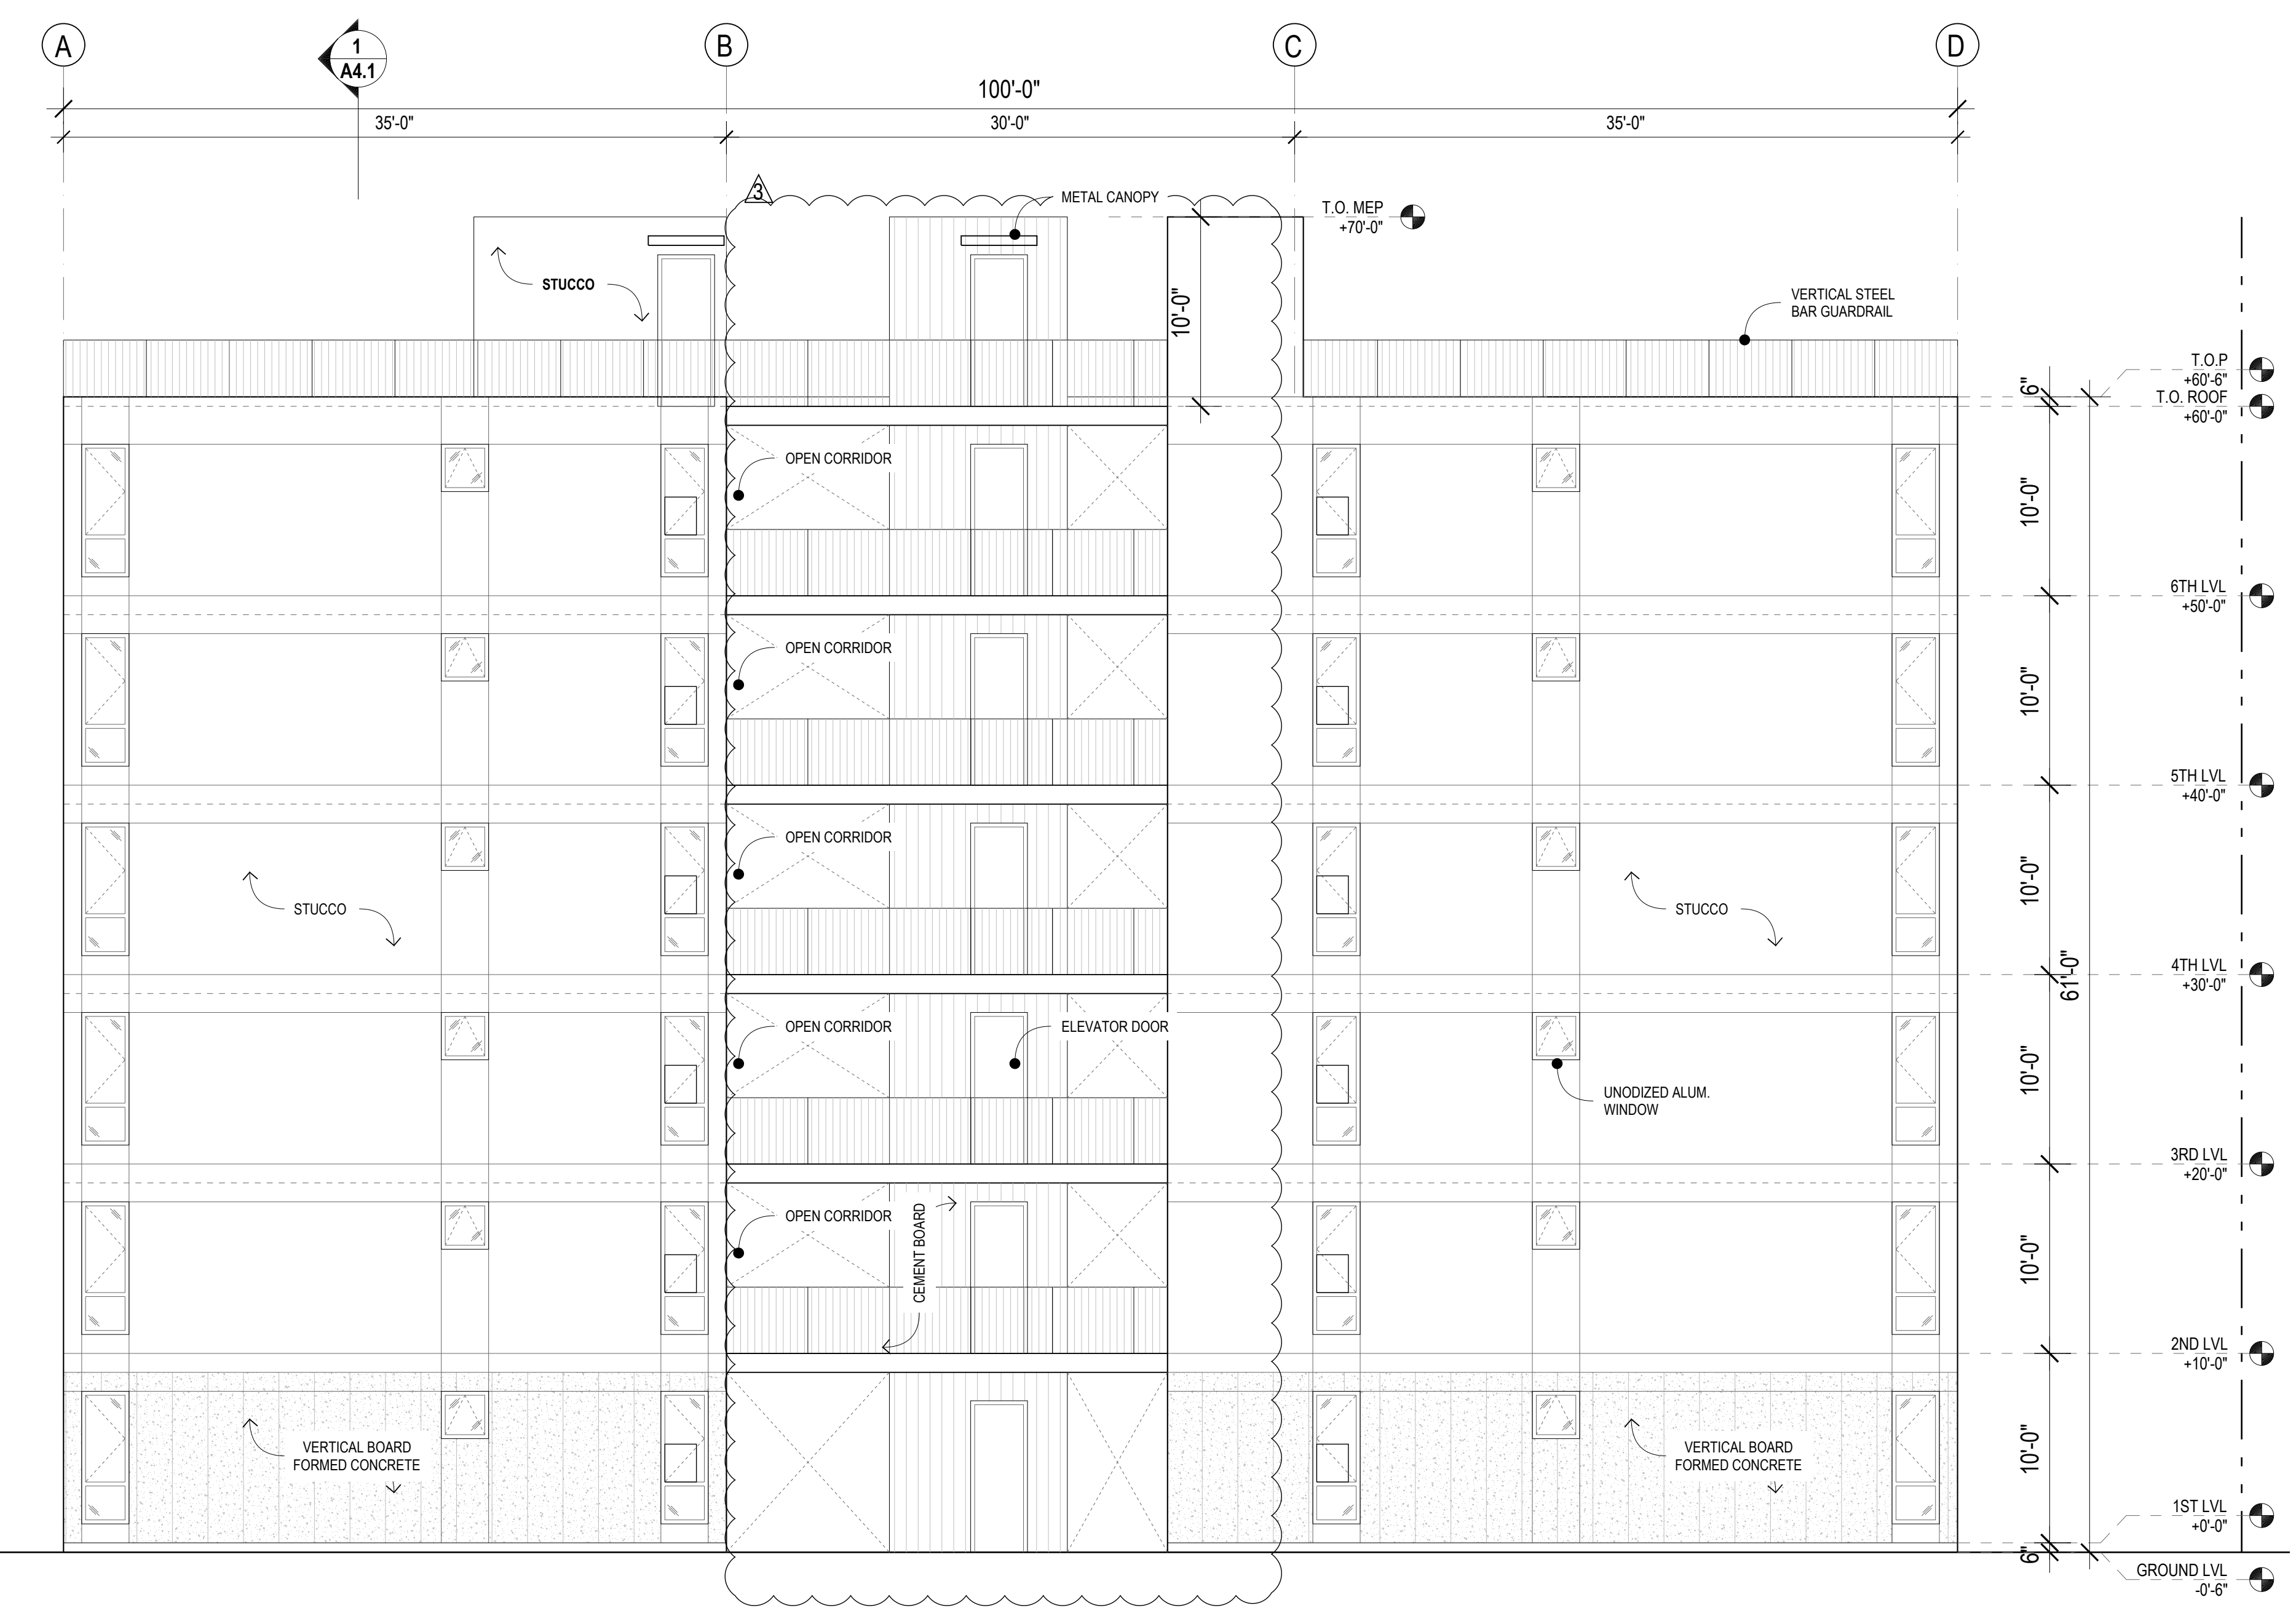 A
1
A4.1
B
C
D
100'-0"
35'-0"
30'-0"
35'-0"
3
METAL CANOPY
T.O. MEP
+70'-0"
STUCCO
10'-0"
VERTICAL STEEL
BAR GUARDRAIL
T.O.P
+60'-6"
6"
T.O. ROOF
+60'-0"
OPEN CORRIDOR
10'-0"
6TH LVL
+50'-0"
OPEN CORRIDOR
10'-0"
5TH LVL
+40'-0"
OPEN CORRIDOR
10'-0"
STUCCO
STUCCO
4TH LVL
+30'-0"
61'-0"
OPEN CORRIDOR
ELEVATOR DOOR
10'-0"
UNODIZED ALUM.
WINDOW
3RD LVL
+20'-0"
OPEN CORRIDOR
CEMENT BOARD
10'-0"
2ND LVL
+10'-0"
VERTICAL BOARD
FORMED CONCRETE
VERTICAL BOARD
FORMED CONCRETE
10'-0"
1ST LVL
+0'-0"
6"
GROUND LVL
-0'-6"